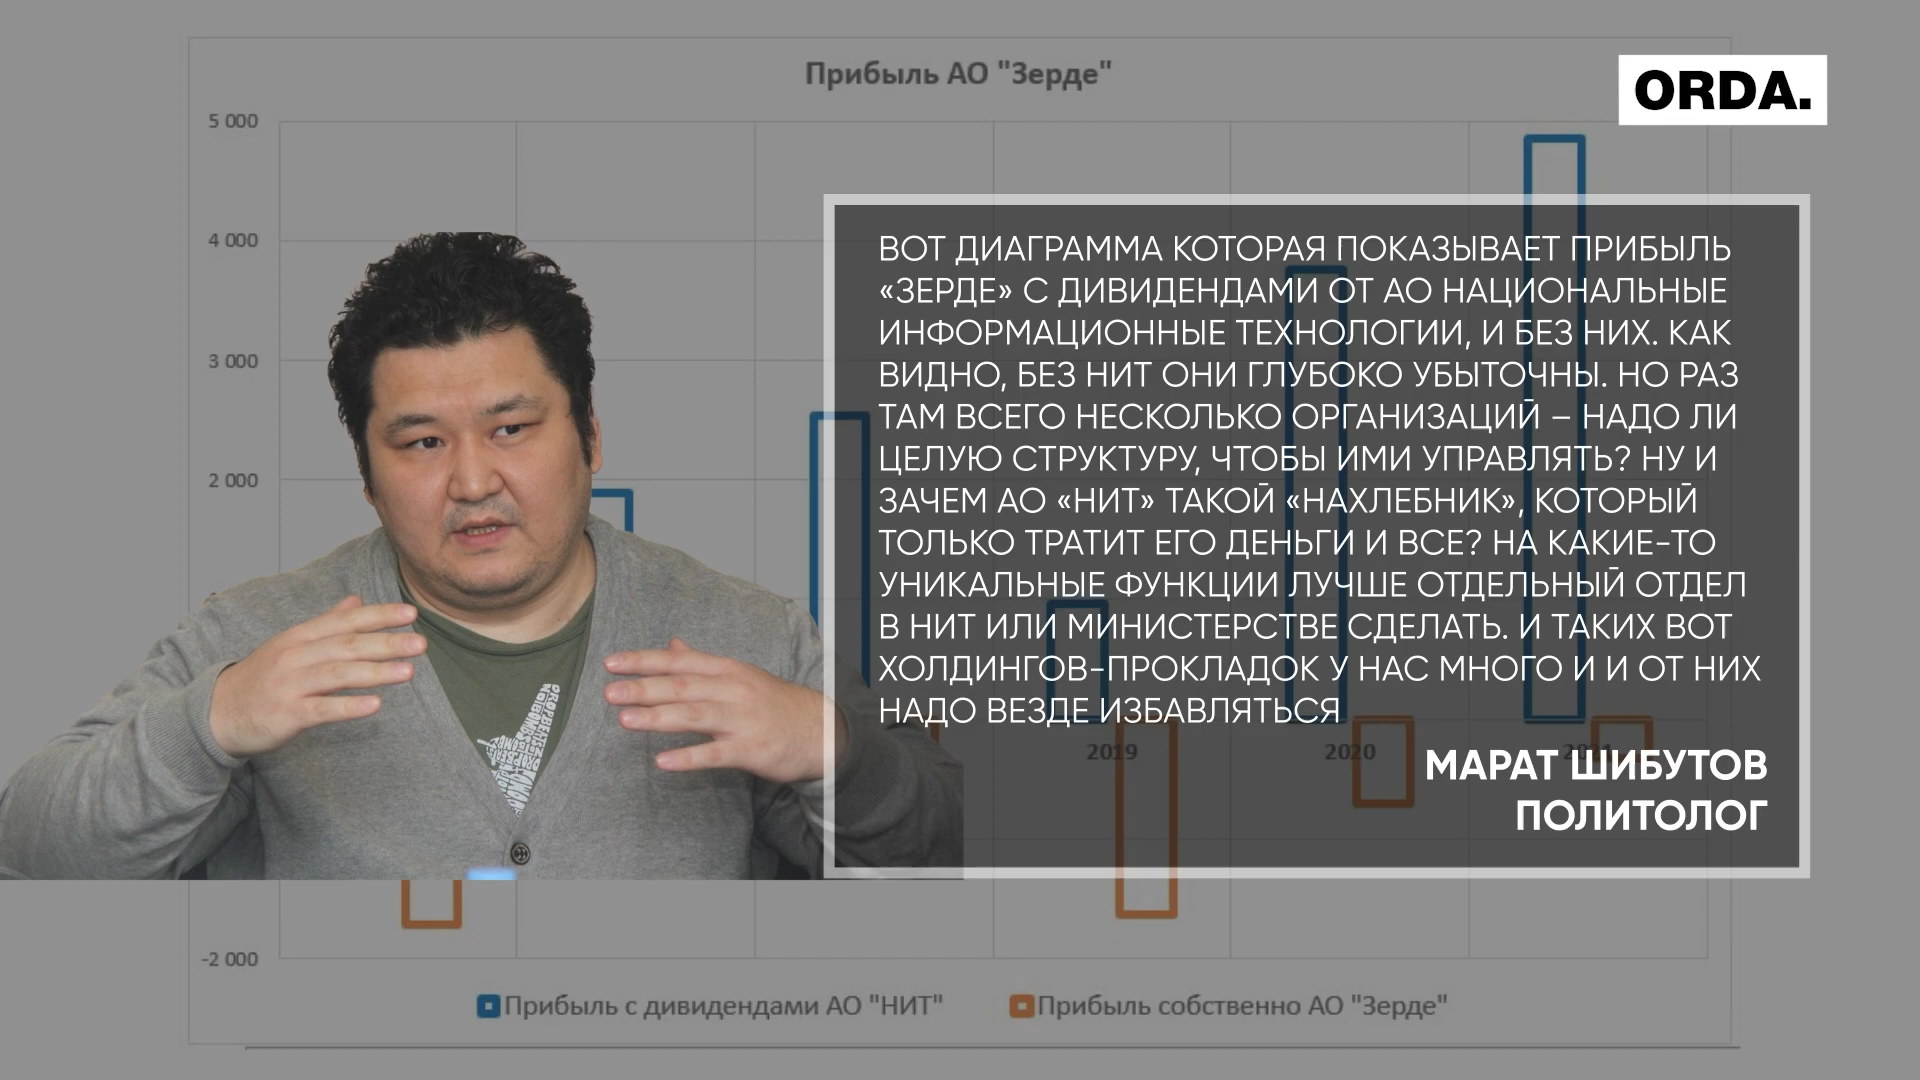 Прибыль АО "Зерде"
ORDA.
5 000
4 000
3 000
2 000
-2 000
ВОТ ДИАГРАММА КОТОРАЯ ПОКАЗЫВАЕТ ПРИБЫЛЬ
«ЗЕРДЕ» С ДИВИДЕНДАМИ ОТ АО НАЦИОНАЛЬНЫЕ
ИНФОРМАЦИОННЫЕ ТЕХНОЛОГИИ, И БЕЗ НИХ. КАК
ВИДНО, БЕЗ НИТ ОНИ ГЛУБОКО УБЫТОЧНЫ. НО РАЗ
ТАМ ВСЕГО НЕСКОЛЬКО ОРГАНИЗАЦИЙ – НАДО ЛИ
ЦЕЛУЮ СТРУКТУРУ, ЧТОБЫ ИМИ УПРАВЛЯТЬ? НУ И
ЗАЧЕМ АО «НИТ» ТАКОЙ «НАХЛЕБНИК», КОТОРЫЙ
ТОЛЬКО ТРАТИТ ЕГО ДЕНЬГИ И ВСЕ? НА КАКИЕ-ТО
УНИКАЛЬНЫЕ ФУНКЦИИ ЛУЧШЕ ОТДЕЛЬНЫЙ ОТДЕЛ
В НИТ ИЛИ МИНИСТЕРСТВЕ СДЕЛАТЬ. И ТАКИХ ВОТ
ХОЛДИНГОВ-ПРОКЛАДОК У НАС МНОГО И И ОТ НИХ
НАДО ВЕЗДЕ ИЗБАВЛЯТЬСЯ
2019
2020
2021
МАРАТ ШИБУТОВ
ПОЛИТОЛОГ
Прибыль с дивидендами АО "НИТ"
Прибыль собственно АО "Зерде"